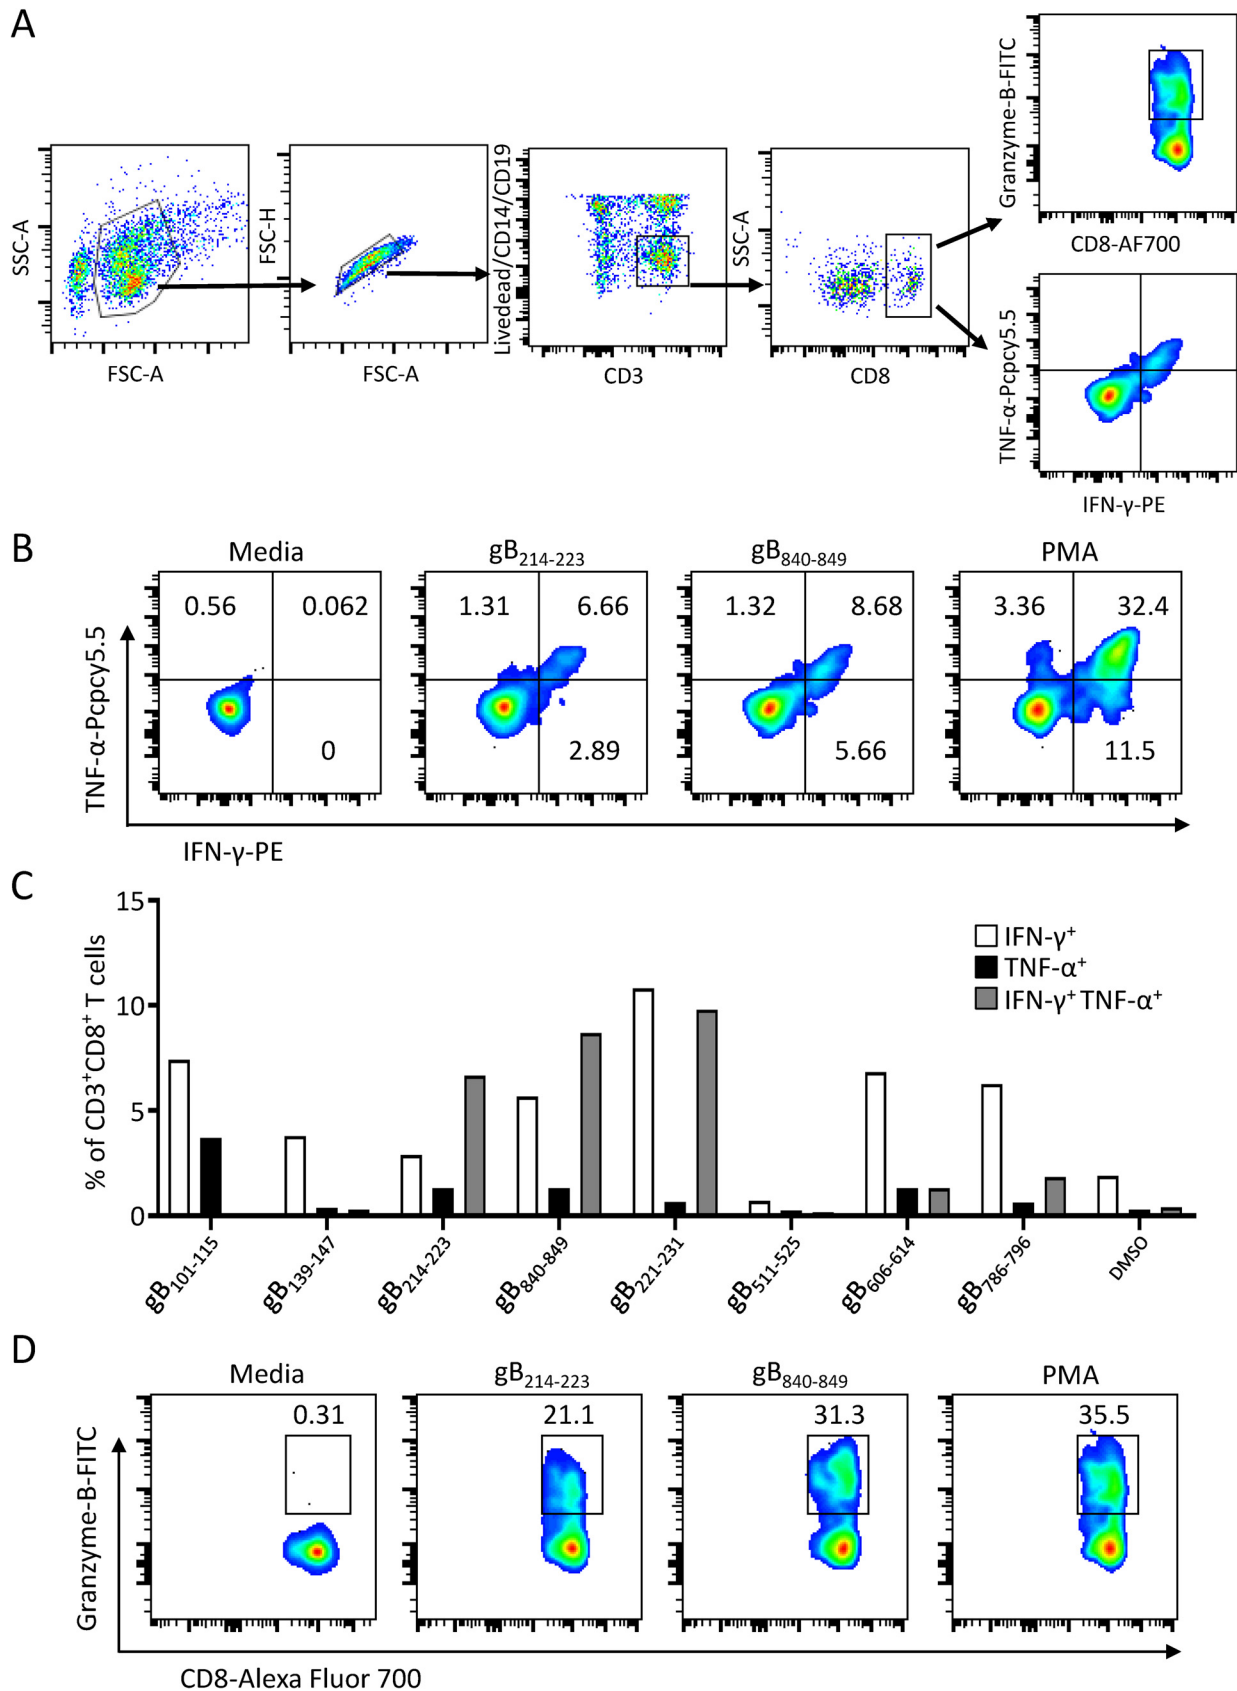 A
SSC-A
FSC-A
FSC-H
FSC-A
Livedead/CD14/CD19
CD3
SSC-A
CD8
Granzyme-B-FITC
CD8-AF700
TNF-α-Pcpcy5.5
IFN-γ-PE
B
Media
gB214-223
gB840-849
PMA
TNF-α-Pcppcy5.5
0.56
0.062
0
1.31
6.66
2.89
1.32
8.68
5.66
3.36
32.4
11.5
IFN-γ-PE
C
% of CD3+CD8+ T cells
15
10
5
0
IFN-γ+
TNF-α+
IFN-γ+ TNF-α+
gB101-115
gB139-147
gB214-223
gB840-849
gB221-231
gB511-525
gB606-614
gB786-796
DMSO
D
Media
gB214-223
gB840-849
PMA
Granzyme-B-FITC
0.31
21.1
31.3
35.5
CD8-Alexa Fluor 700